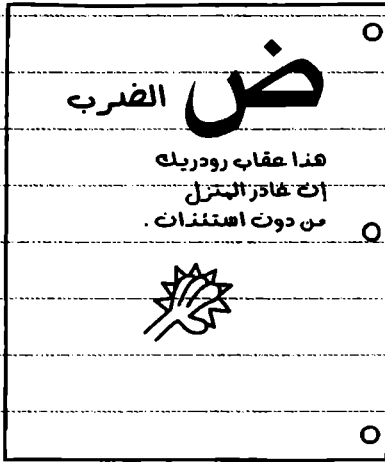 ض الضرب
هذا عقاب رودريك
إن غادر المنزل
من دون استئذان.